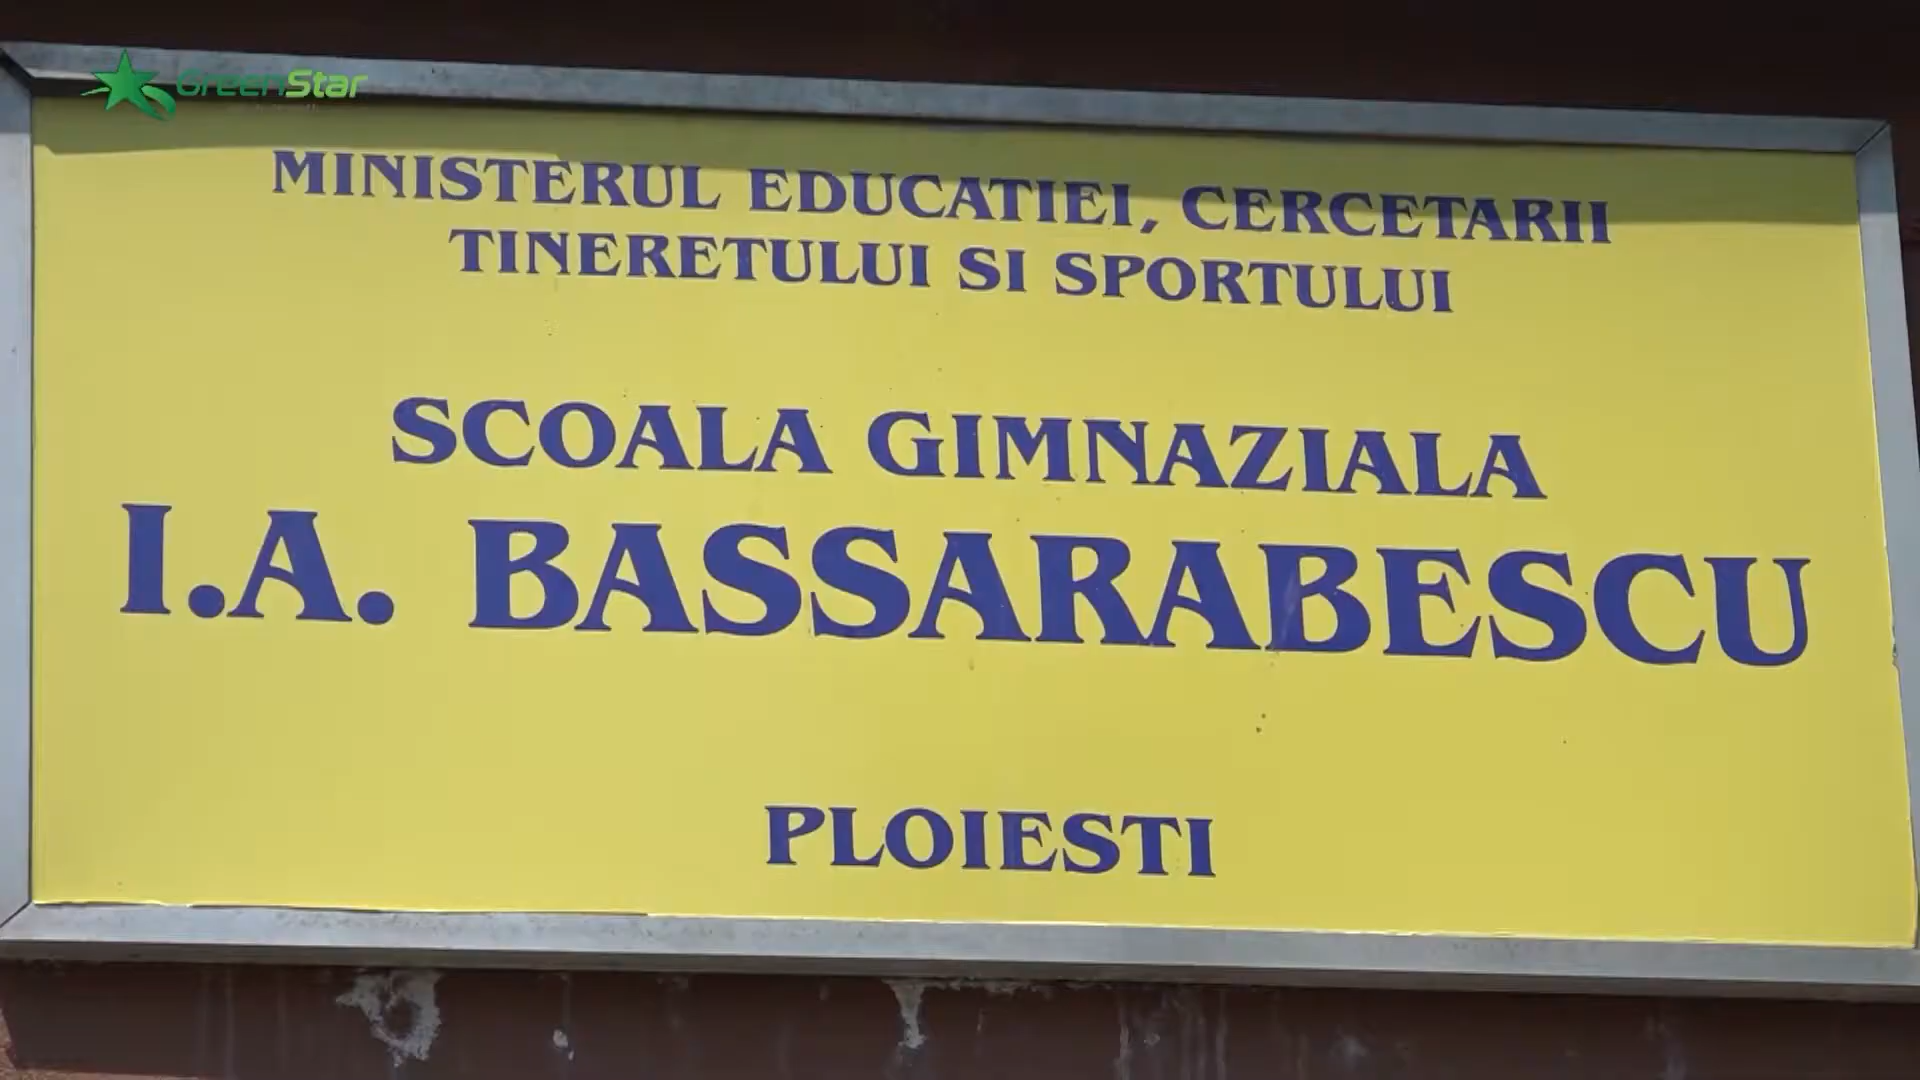 GreenStar
MINISTERUL EDUCATIEI, CERCETARII
TINERETULUI SI SPORTULUI
SCOALA GIMNAZIALA
I.A. BASSARABESCU
PLOIESTI